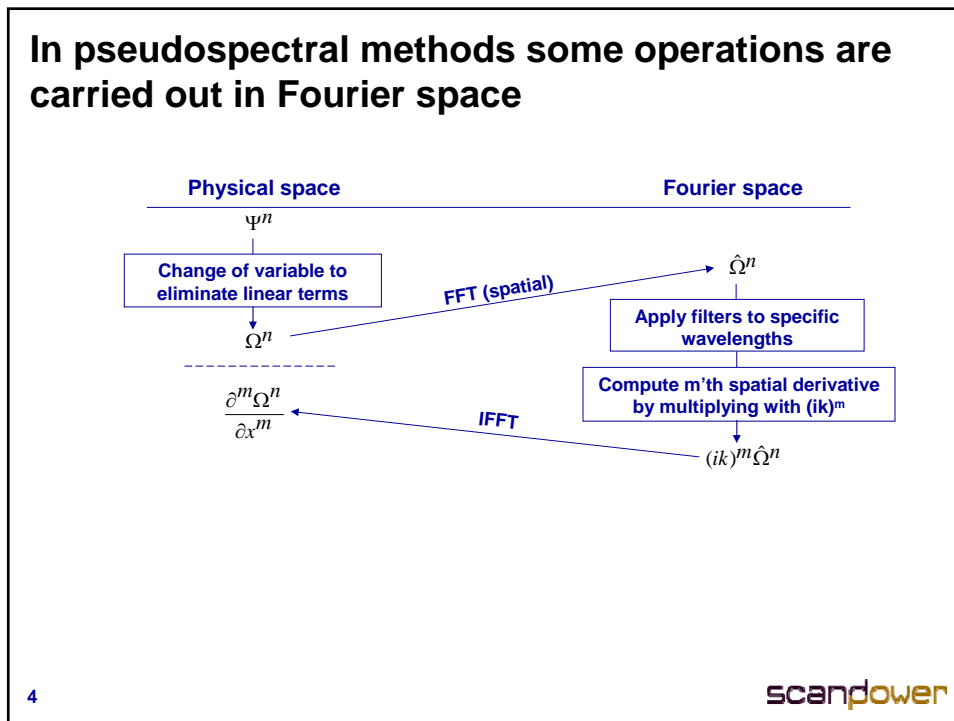 In pseudospectral methods some operations are
carried out in Fourier space
Physical space
Fourier space
Ψⁿ
Change of variable to
eliminate linear terms
Ωⁿ
∂ᵐΩⁿ
∂xᵐ
FFT (spatial)
IFFT
Ω̂ⁿ
Apply filters to specific
wavelengths
Compute m'th spatial derivative
by multiplying with (ik)ᵐ
(ik)ᵐΩ̂ⁿ
4
scandpower